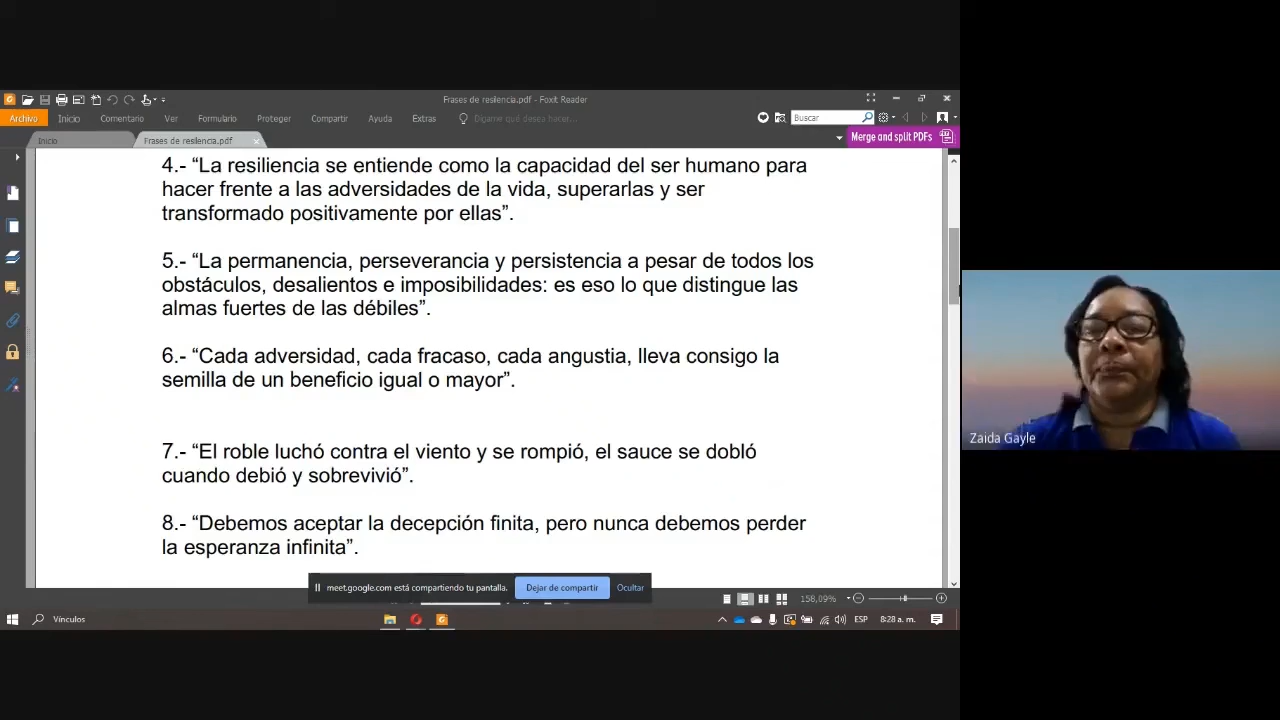 Frases de resilencia.pdf - Foxit Reader
Archivo Inicio Comentario Ver Formulario Proteger Compartir Ayuda Extras Dígame qué desea hacer... Buscar
Inicio Frases de resilencia.pdf Merge and split PDFs
4.- “La resiliencia se entiende como la capacidad del ser humano para
hacer frente a las adversidades de la vida, superarlas y ser
transformado positivamente por ellas”.
5.- “La permanencia, perseverancia y persistencia a pesar de todos los
obstáculos, desalientos e imposibilidades: es eso lo que distingue las
almas fuertes de las débiles”.
6.- “Cada adversidad, cada fracaso, cada angustia, lleva consigo la
semilla de un beneficio igual o mayor”.
7.- “El roble luchó contra el viento y se rompió, el sauce se dobló
cuando debió y sobrevivió”.
8.- “Debemos aceptar la decepción finita, pero nunca debemos perder
la esperanza infinita”.
meet.google.com está compartiendo tu pantalla. Dejar de compartir Ocultar
158,09%
Vínculos ESP 8:28 a. m.
Zaida Gayle